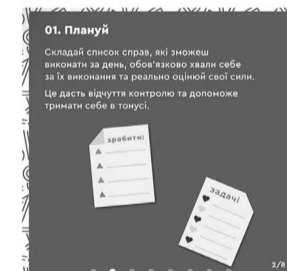 01. Плануй
Складай список справ, які зможеш
виконати за день, обов'язково хвали себе
за їх виконання та реально оцінюй свої сили.
Це дасть відчуття контролю та допоможе
тримати себе в тонусі.
зробити:
задачі
2/8